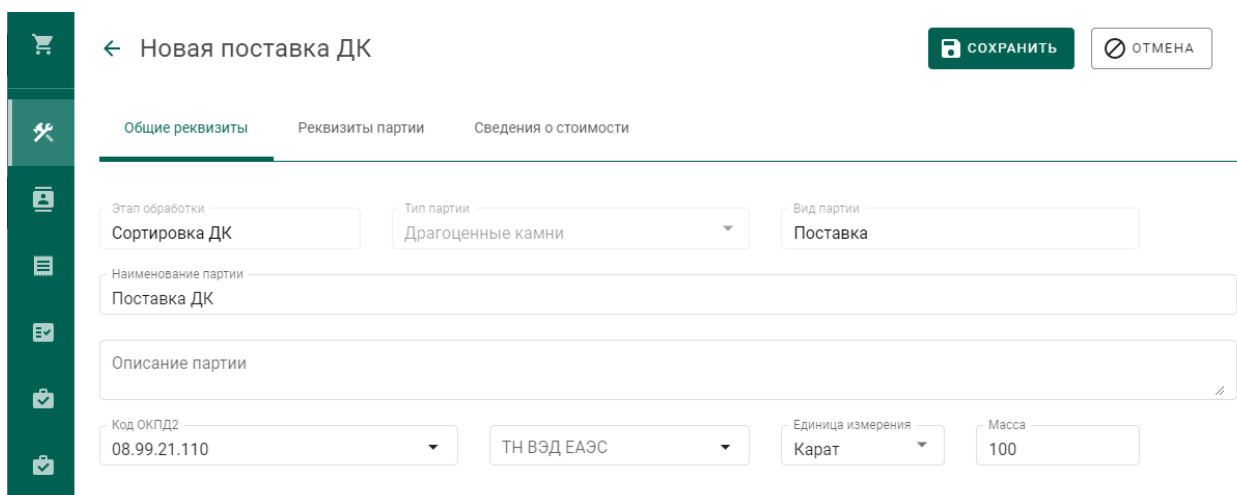 Новая поставка ДК
СОХРАНИТЬ
ОТМЕНА
Общие реквизиты
Реквизиты партии
Сведения о стоимости
Этап обработки
Сортировка ДК
Тип партии
Драгоценные камни
Вид партии
Поставка
Наименование партии
Поставка ДК
Описание партии
Код ОКПД2
08.99.21.110
ТН ВЭД ЕАЭС
Единица измерения
Карат
Масса
100